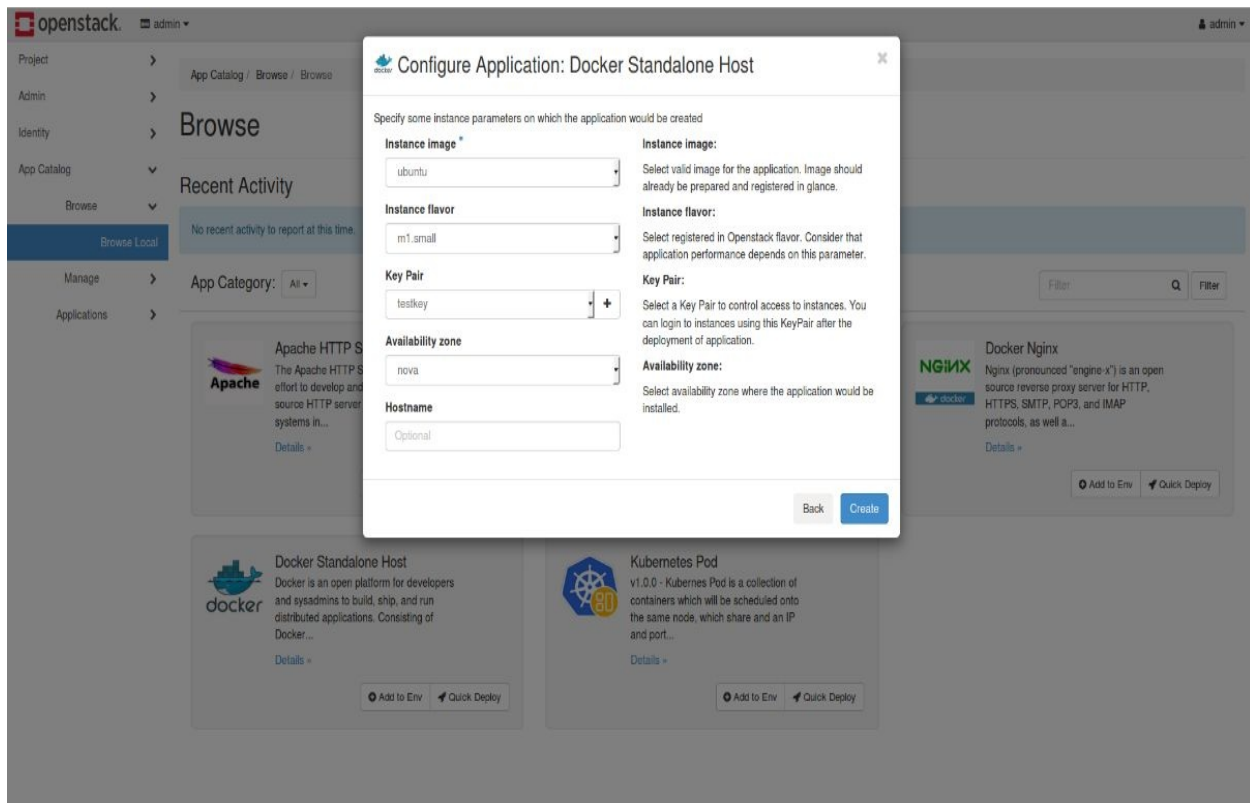 openstack. admin
admin
Project
Admin
Identity
App Catalog
Browse
Browse Local
Manage
Applications
App Catalog / Browse / Browse
Browse
Recent Activity
No recent activity to report at this time.
App Category: All
Filter
Filter
docker
Configure Application: Docker Standalone Host
×
Specify some instance parameters on which the application would be created
Instance image *
ubuntu
Instance flavor
m1.small
Key Pair
testkey
+
Availability zone
nova
Hostname
Optional
Instance image:
Select valid image for the application. Image should
already be prepared and registered in glance.
Instance flavor:
Select registered in Openstack flavor. Consider that
application performance depends on this parameter.
Key Pair:
Select a Key Pair to control access to instances. You
can login to instances using this KeyPair after the
deployment of application.
Availability zone:
Select availability zone where the application would be
installed.
Back
Create
Apache
Apache HTTP S
The Apache HTTP S
effort to develop and
source HTTP server
systems in...
Details »
NGINX
docker
Docker Nginx
Nginx (pronounced "engine-x") is an open
source reverse proxy server for HTTP,
HTTPS, SMTP, POP3, and IMAP
protocols, as well a...
Details »
Add to Env
Quick Deploy
docker
Docker Standalone Host
Docker is an open platform for developers
and sysadmins to build, ship, and run
distributed applications. Consisting of
Docker...
Details »
Add to Env
Quick Deploy
Kubernetes Pod
v1.0.0 - Kubernes Pod is a collection of
containers which will be scheduled onto
the same node, which share and an IP
and port...
Details »
Add to Env
Quick Deploy